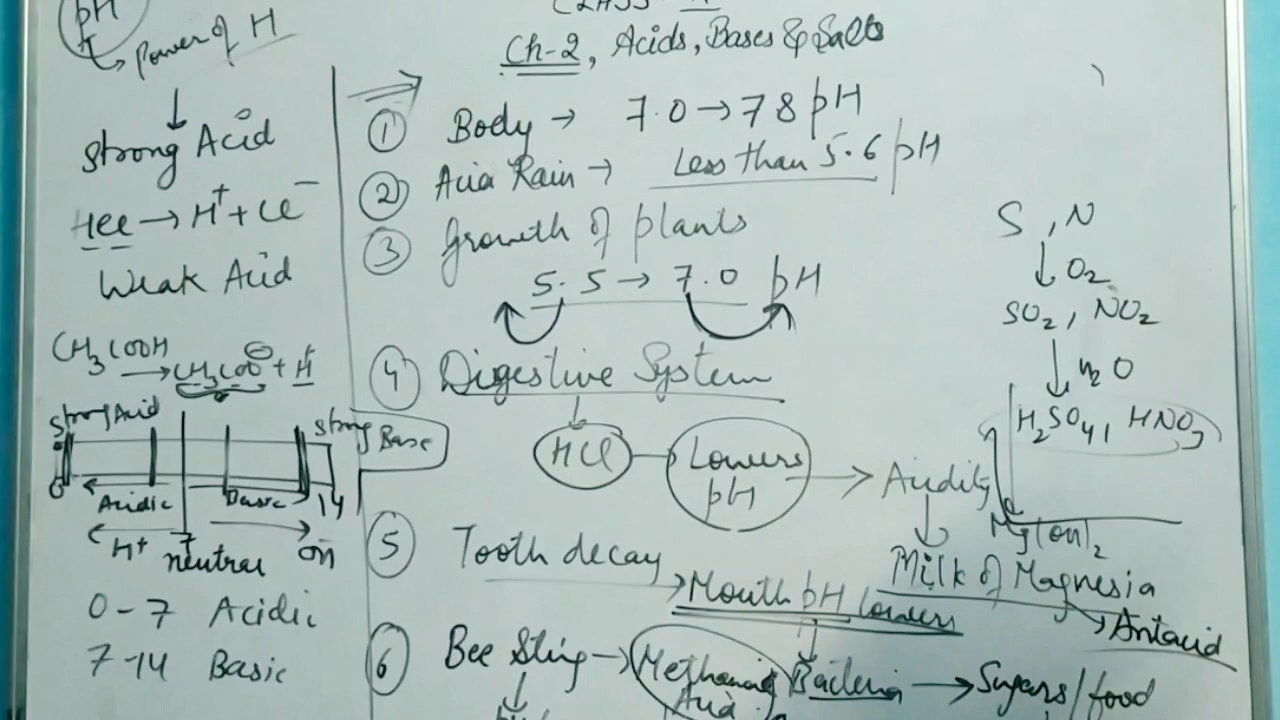 pH
Power of H
Strong Acid
HCl → H⁺ + Cl⁻
Weak Acid
CH₃COOH
→ CH₃COO⊖ + H⁺
Strong Acid
Strong Base
0
Acidic
Basic
14
H⁺
7
neutral
OH
0-7 Acidic
7-14 Basic
Ch-2, Acids, Bases & Salts
① Body → 7.0 → 7 8 pH
② Acid Rain → Less than 5.6 pH
③ Growth of plants
5.5 → 7.0 pH
④ Digestive System
HCl
Lowers
pH
→ Acidity
Milk of Magnesia
Antacid
⑤ Tooth decay
→ Mouth pH lowers
⑥ Bee Sting → Methanoic
Acid
Bacteria → Sugars/food
S, N
↓ O₂
SO₂, NO₂
↓ H₂O
H₂SO₄, HNO₃
Mg(OH)₂